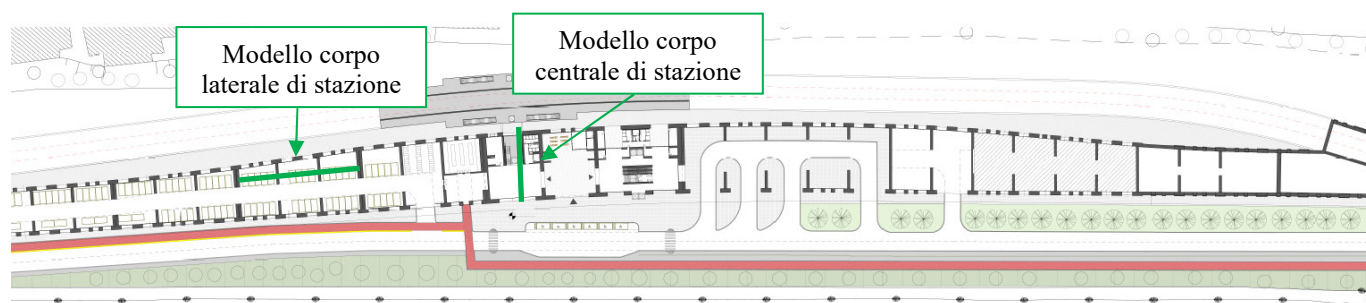 Modello corpo
laterale di stazione
Modello corpo
centrale di stazione